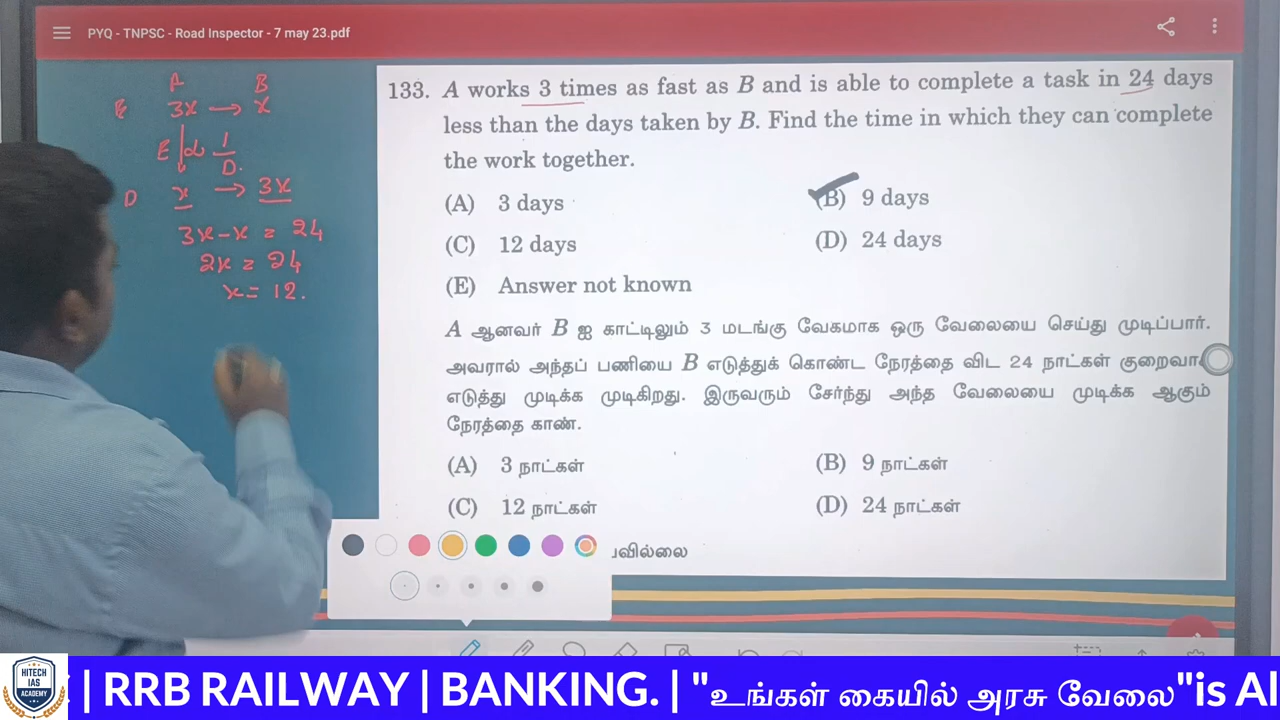 PYQ - TNPSC - Road Inspector - 7 may 23.pdf
A B
E 3x → x
E α 1/D.
D x → 3x
3x - x = 24
2x = 24
x = 12.
133. A works 3 times as fast as B and is able to complete a task in 24 days
less than the days taken by B. Find the time in which they can complete
the work together.
(A) 3 days
(B) 9 days
(C) 12 days
(D) 24 days
(E) Answer not known
A ஆனவர் B ஐ காட்டிலும் 3 மடங்கு வேகமாக ஒரு வேலையை செய்து முடிப்பார்.
அவரால் அந்தப் பணியை B எடுத்துக் கொண்ட நேரத்தை விட 24 நாட்கள்
எடுத்து முடிக்க முடிகிறது. இருவரும் சேர்ந்து அந்த வேலையை முடிக்க ஆகும்
நேரத்தை காண்.
(A) 3 நாட்கள்
(B) 9 நாட்கள்
(C) 12 நாட்கள்
(D) 24 நாட்கள்
HITECH
IAS
ACADEMY
| RRB RAILWAY | BANKING. | "உங்கள் கையில் அரசு வேலை"is Al